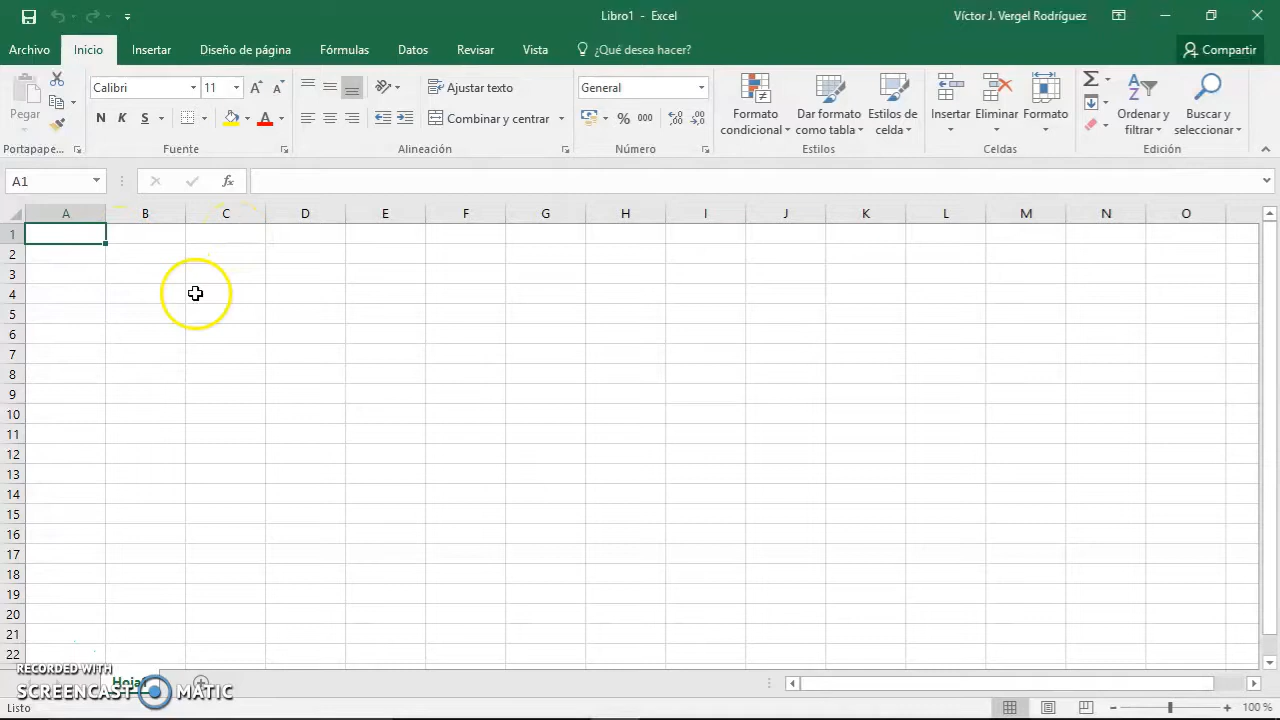 Libro1 - Excel
Víctor J. Vergel Rodríguez
Archivo Inicio Insertar Diseño de página Fórmulas Datos Revisar Vista ¿Qué desea hacer? Compartir
Pegar
Calibri 11
N K S
A A
Ajustar texto
Combinar y centrar
General
% 000
Formato condicional
Dar formato como tabla
Estilos de celda
Insertar Eliminar Formato
Ordenar y filtrar
Buscar y seleccionar
Portapape... Fuente Alineación Número Estilos Celdas Edición
A1 fx
A B C D E F G H I J K L M N O
1
2
3
4
5
6
7
8
9
10
11
12
13
14
15
16
17
18
19
20
21
22
RECORDED WITH
SCREENCAST MATIC
Listo 100 %